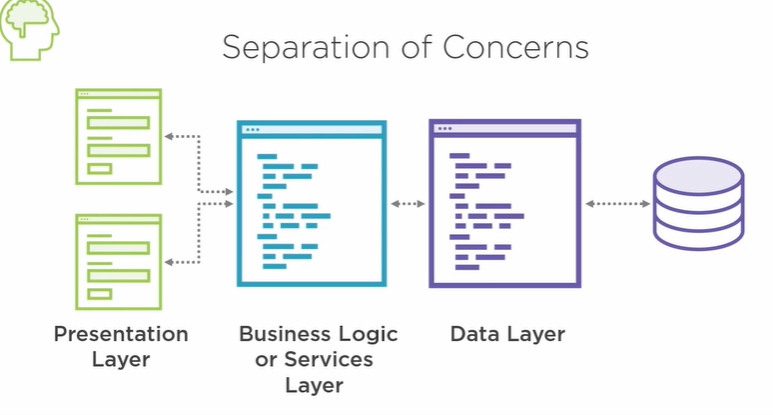 Separation of Concerns
Presentation
Layer
Business Logic
or Services
Layer
Data Layer